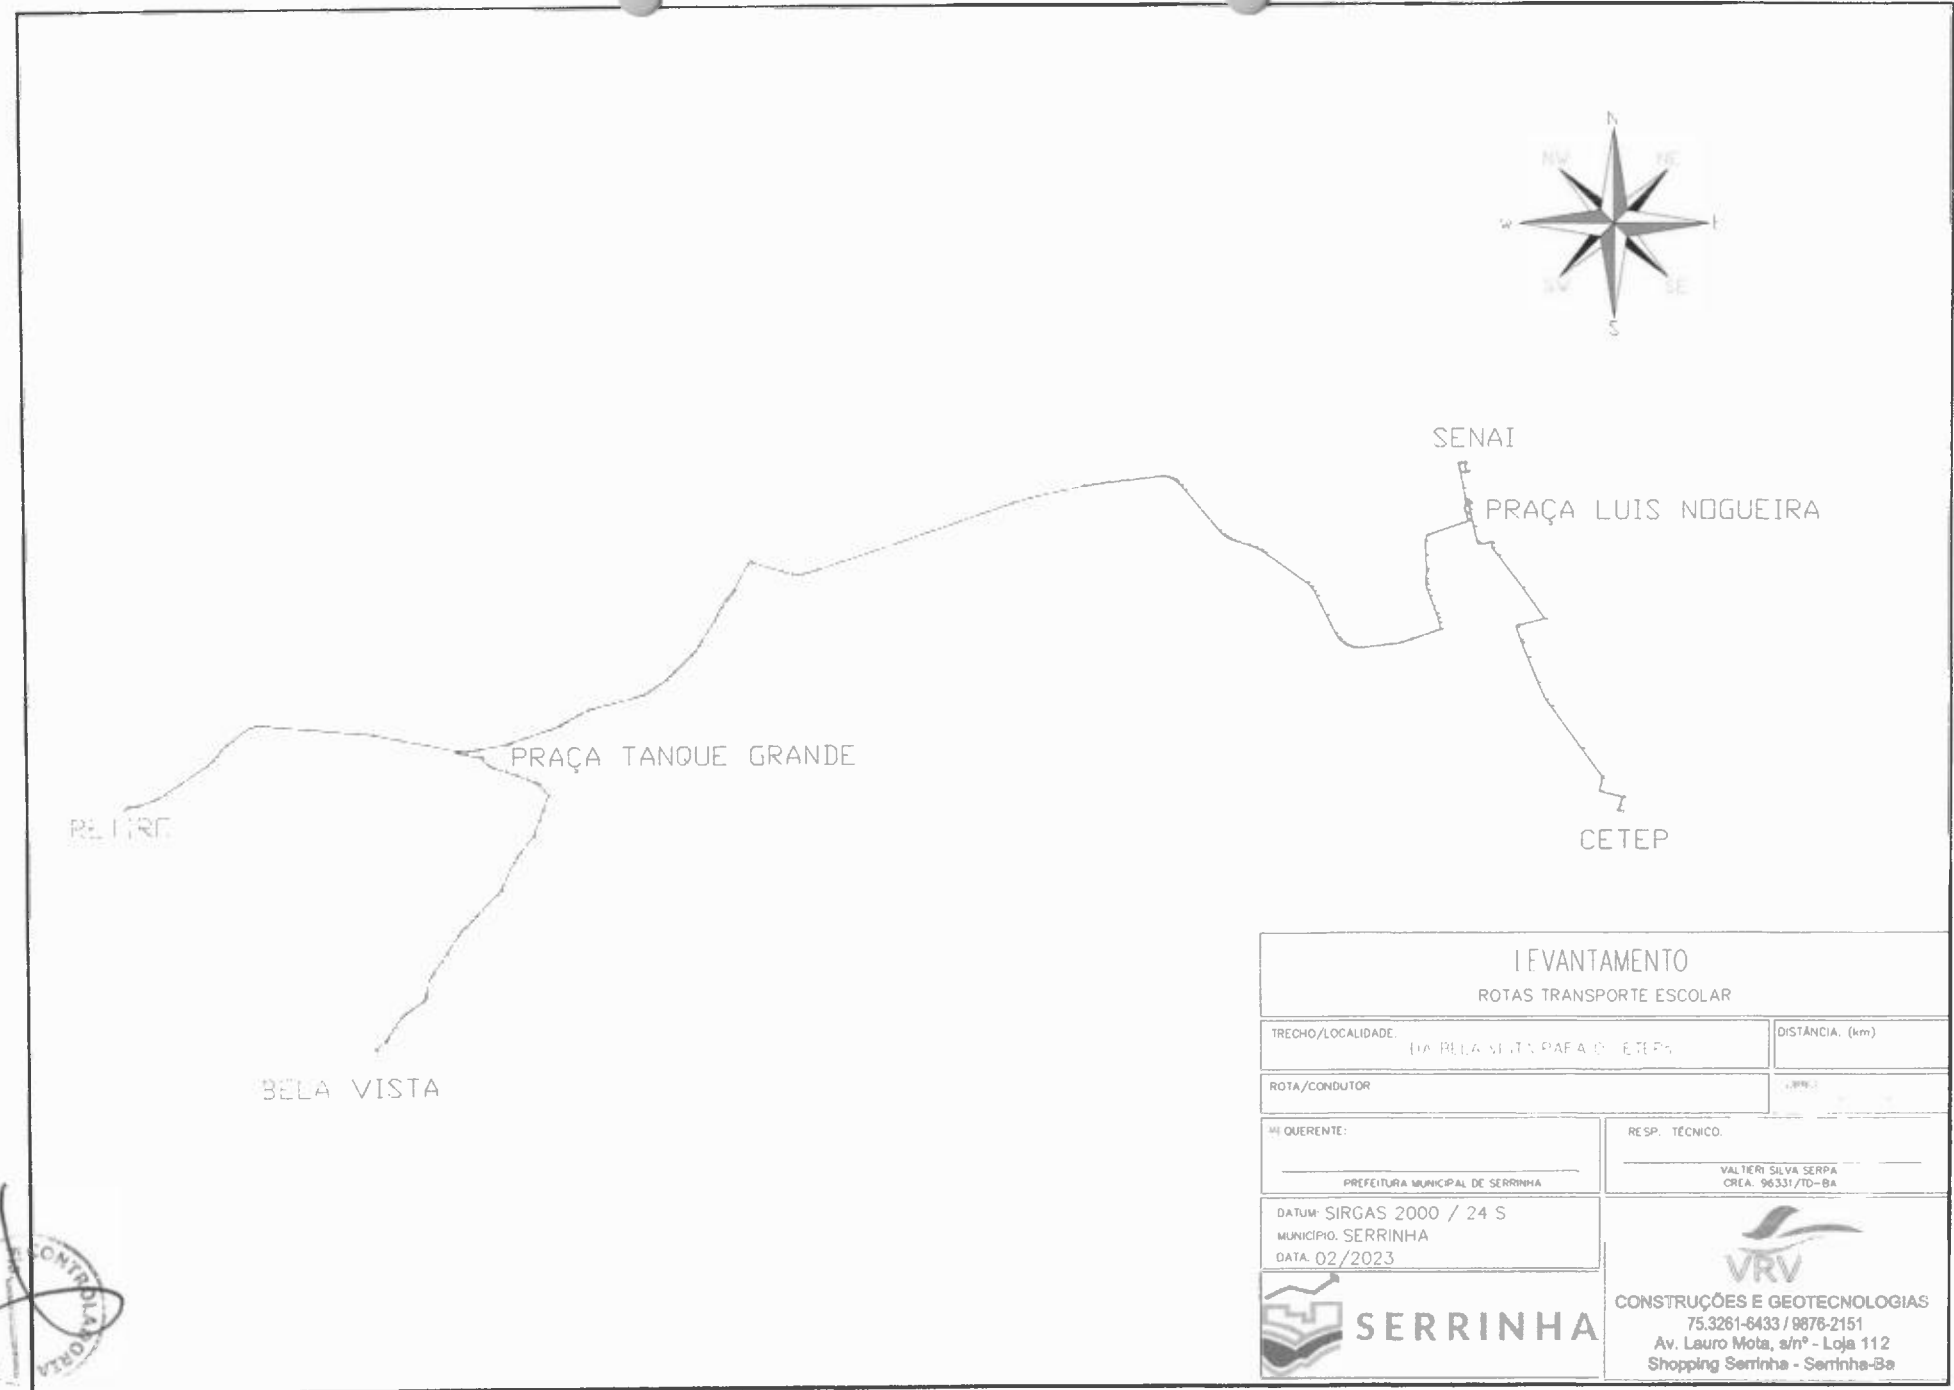 N
NW
NE
W
E
SW
SE
S
SENAI
PRAÇA LUIS NOGUEIRA
PRAÇA TANQUE GRANDE
CETEP
BELA VISTA
LEVANTAMENTO
ROTAS TRANSPORTE ESCOLAR
TRECHO/LOCALIDADE:
DISTÂNCIA: (km)
ROTA/CONDUTOR
QUERENTE:
RESP. TÉCNICO:
PREFEITURA MUNICIPAL DE SERRINHA
VALTIERI SILVA SERPA
CREA: 96331/TD-BA
DATUM: SIRGAS 2000 / 24 S
MUNICÍPIO: SERRINHA
DATA: 02/2023
SERRINHA
VRV
CONSTRUÇÕES E GEOTECNOLOGIAS
75.3261-6433 / 9876-2151
Av. Lauro Mota, s/nº - Loja 112
Shopping Serrinha - Serrinha-Ba
CONTROLADORIA